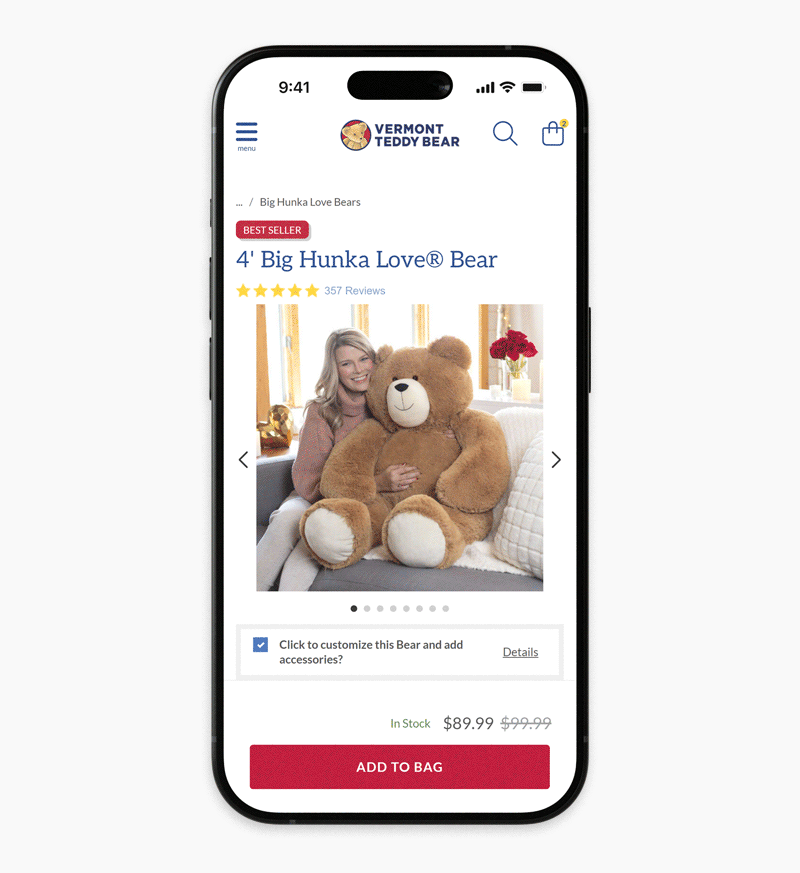 9:41
menu
VERMONT
TEDDY BEAR
2
... / Big Hunka Love Bears
BEST SELLER
4' Big Hunka Love® Bear
357 Reviews
Click to customize this Bear and add
accessories?
Details
In Stock $89.99 $99.99
ADD TO BAG